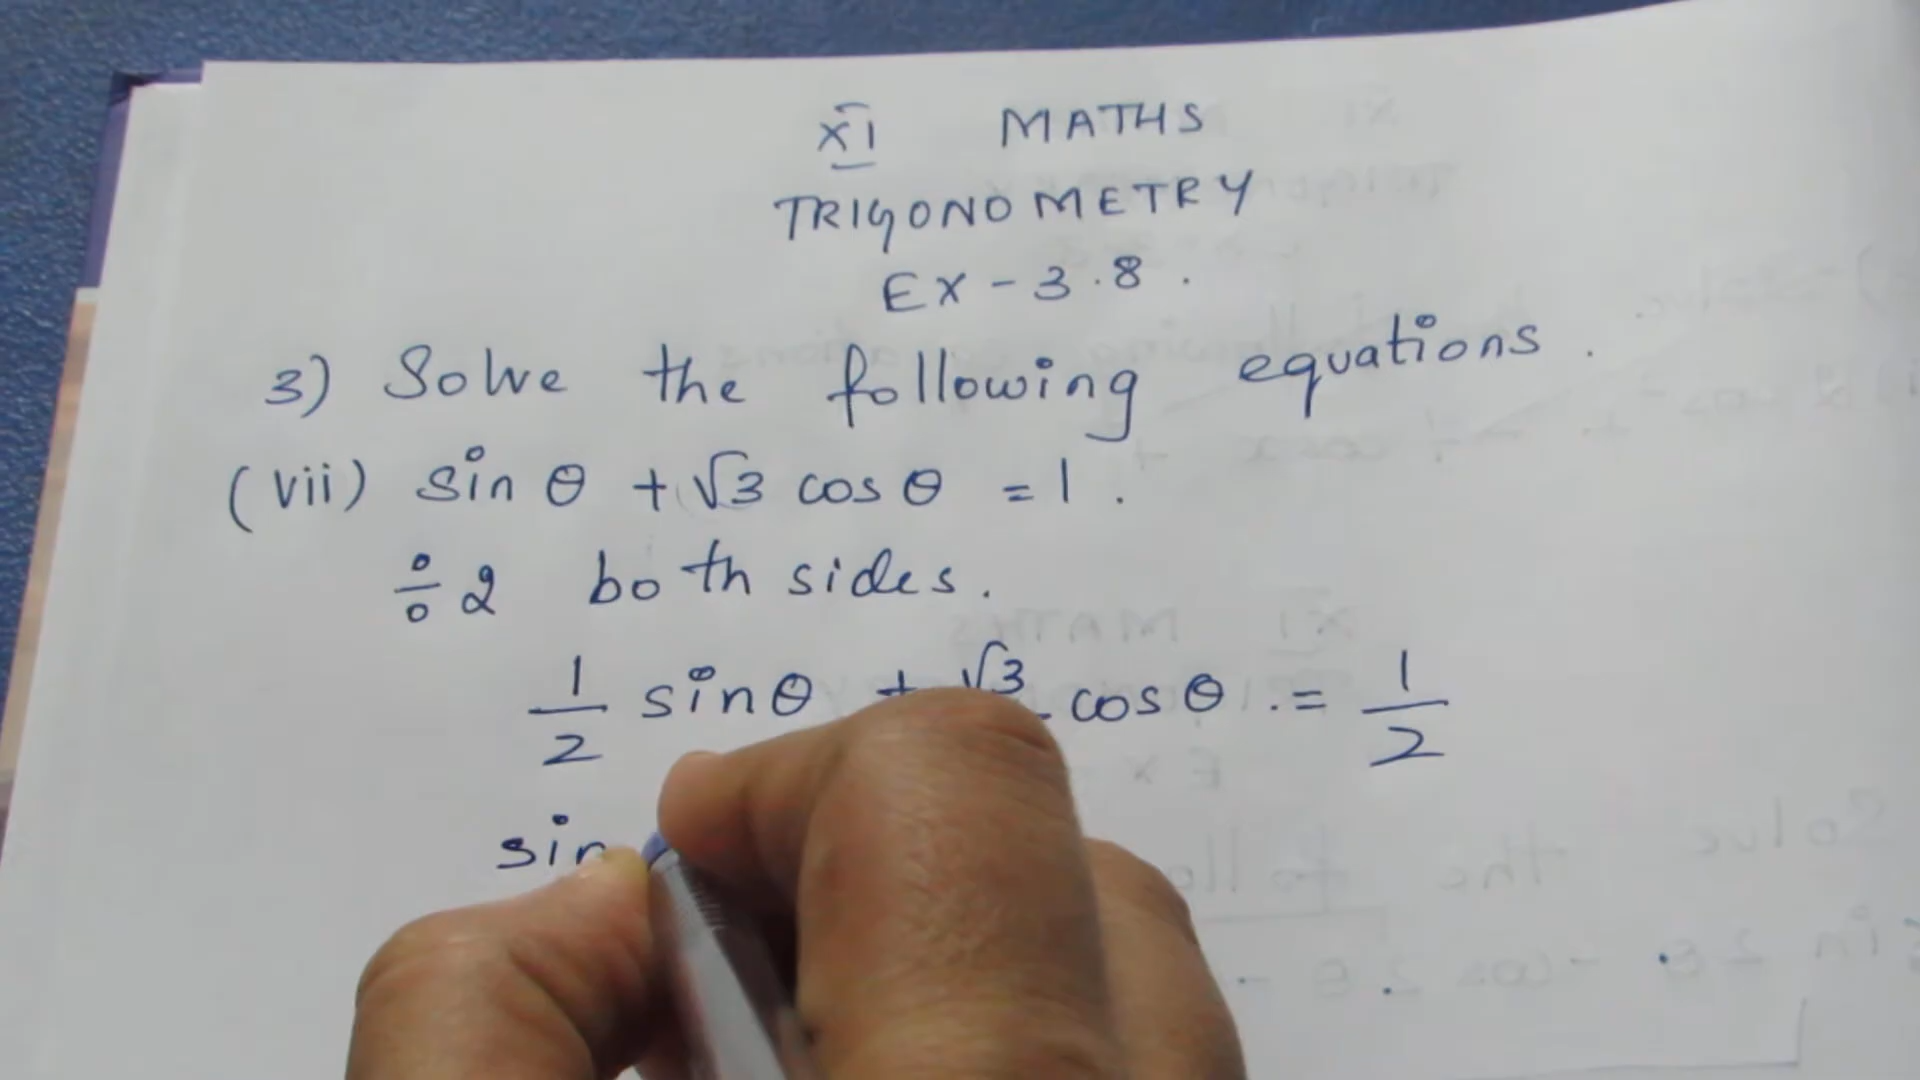 XI MATHS
TRIGONOMETRY
EX - 3.8.
3) Solve the following equations.
(vii) sin θ + √3 cos θ = 1.
÷ 2 both sides.
1/2 sin θ + √3 cos θ . = 1/2
sin